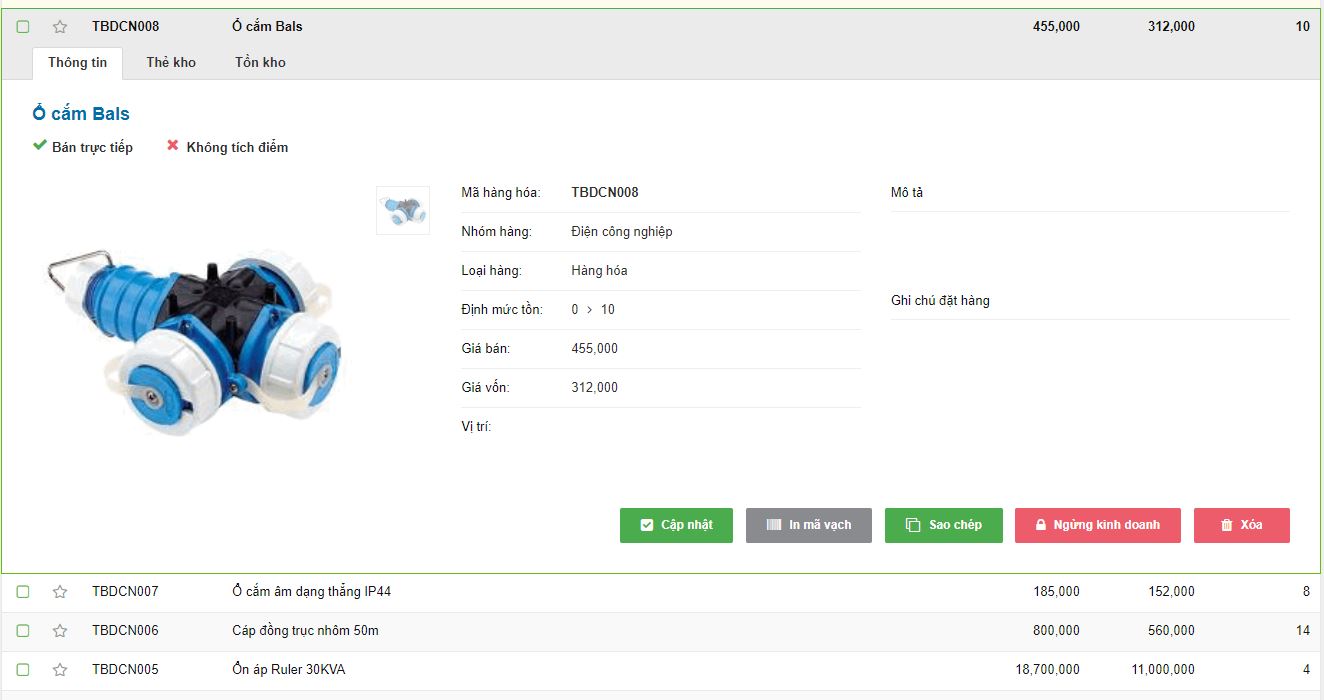 TBDCN008 Ổ cắm Bals 455,000 312,000 10
Thông tin Thẻ kho Tồn kho
Ổ cắm Bals
Bán trực tiếp Không tích điểm
Mã hàng hóa: TBDCN008
Mô tả
Nhóm hàng: Điện công nghiệp
Loại hàng: Hàng hóa
Định mức tồn: 0 > 10
Ghi chú đặt hàng
Giá bán: 455,000
Giá vốn: 312,000
Vị trí:
Cập nhật In mã vạch Sao chép Ngừng kinh doanh Xóa
TBDCN007 Ổ cắm âm dạng thẳng IP44 185,000 152,000 8
TBDCN006 Cáp đồng trục nhôm 50m 800,000 560,000 14
TBDCN005 Ổn áp Ruler 30KVA 18,700,000 11,000,000 4